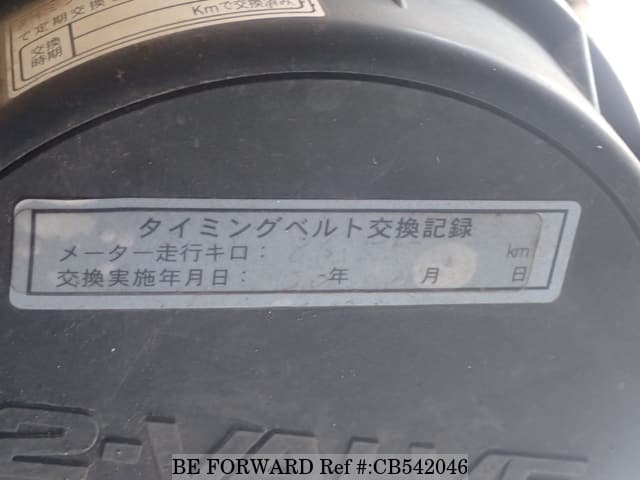 で定期交換
Kmで交換済み
交換
時期
タイミングベルト交換記録
メーター走行キロ： km
交換実施年月日： 年 月 日
2-VALVE
BE FORWARD Ref #:CB542046